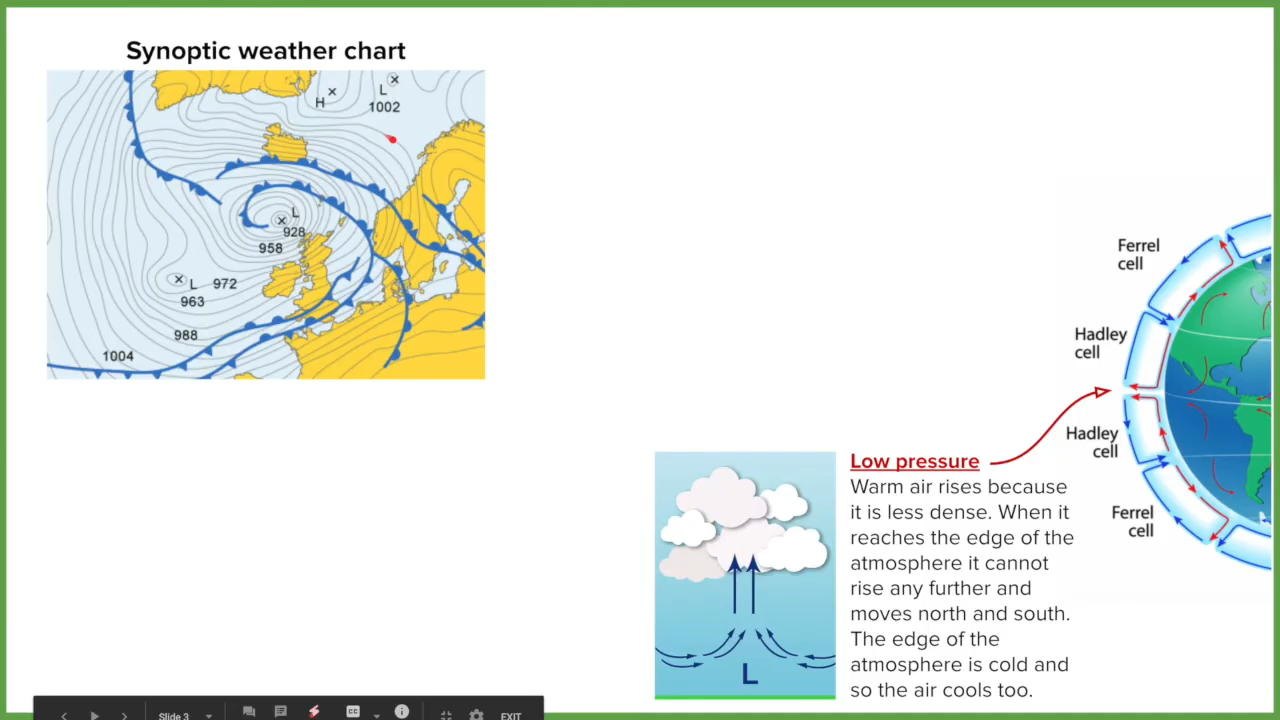 Synoptic weather chart
L
H
1002
L
928
958
L 972
963
988
1004
Ferrel
cell
Hadley
cell
Hadley
cell
Ferrel
cell
Low pressure
Warm air rises because
it is less dense. When it
reaches the edge of the
atmosphere it cannot
rise any further and
moves north and south.
The edge of the
atmosphere is cold and
so the air cools too.
L
Slide 3
CC
EXIT